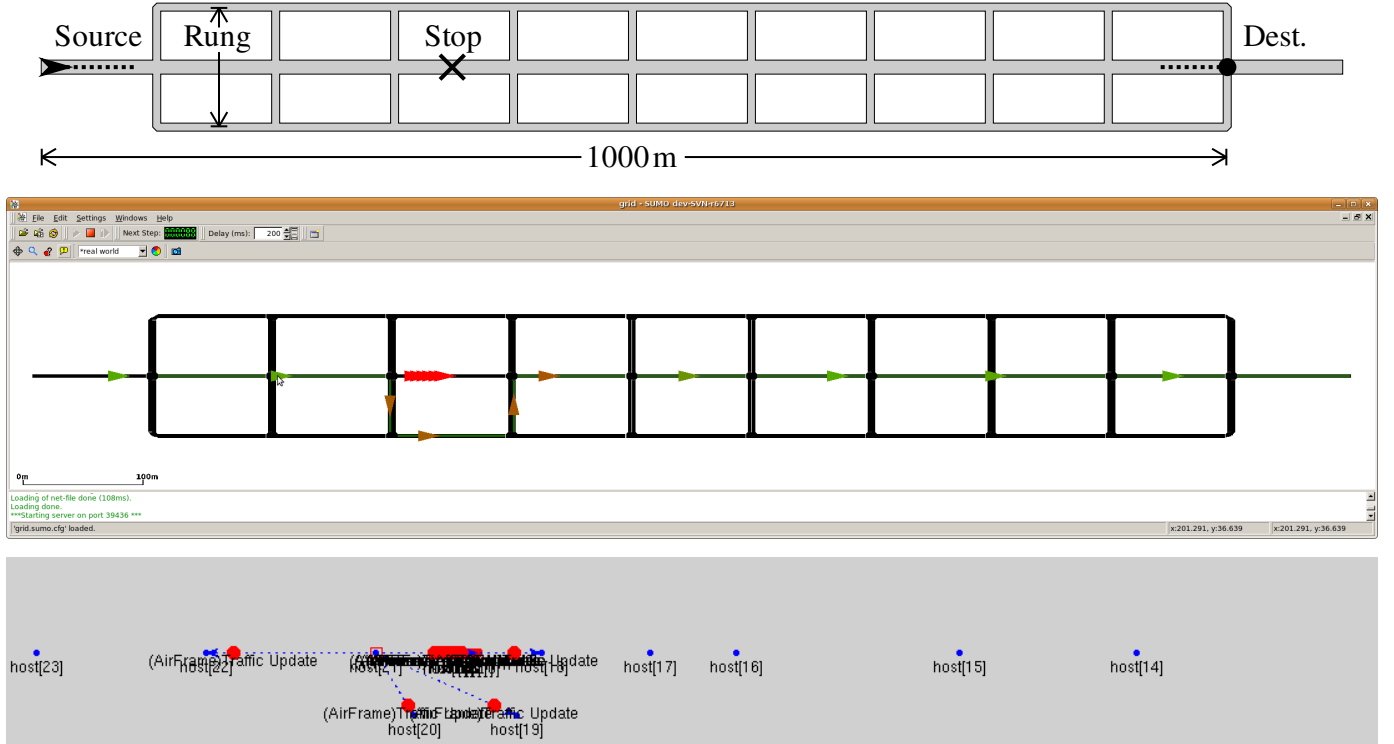 Source Rung Stop Dest.
1000 m
grid - SUMO dev-SVN-r6713
File Edit Settings Windows Help
Next Step: Delay (ms): 200
*real world
0m 100m
Loading of net-file done (108ms).
Loading done.
***Starting server on port 39436 ***
'grid.sumo.cfg' loaded. x:201.291, y:36.639 x:201.291, y:36.639
(AirFrame)Traffic Update Update
host[23] host[22] host[17] host[16] host[15] host[14]
(AirFrame) Traffic Update
host[20] host[19]